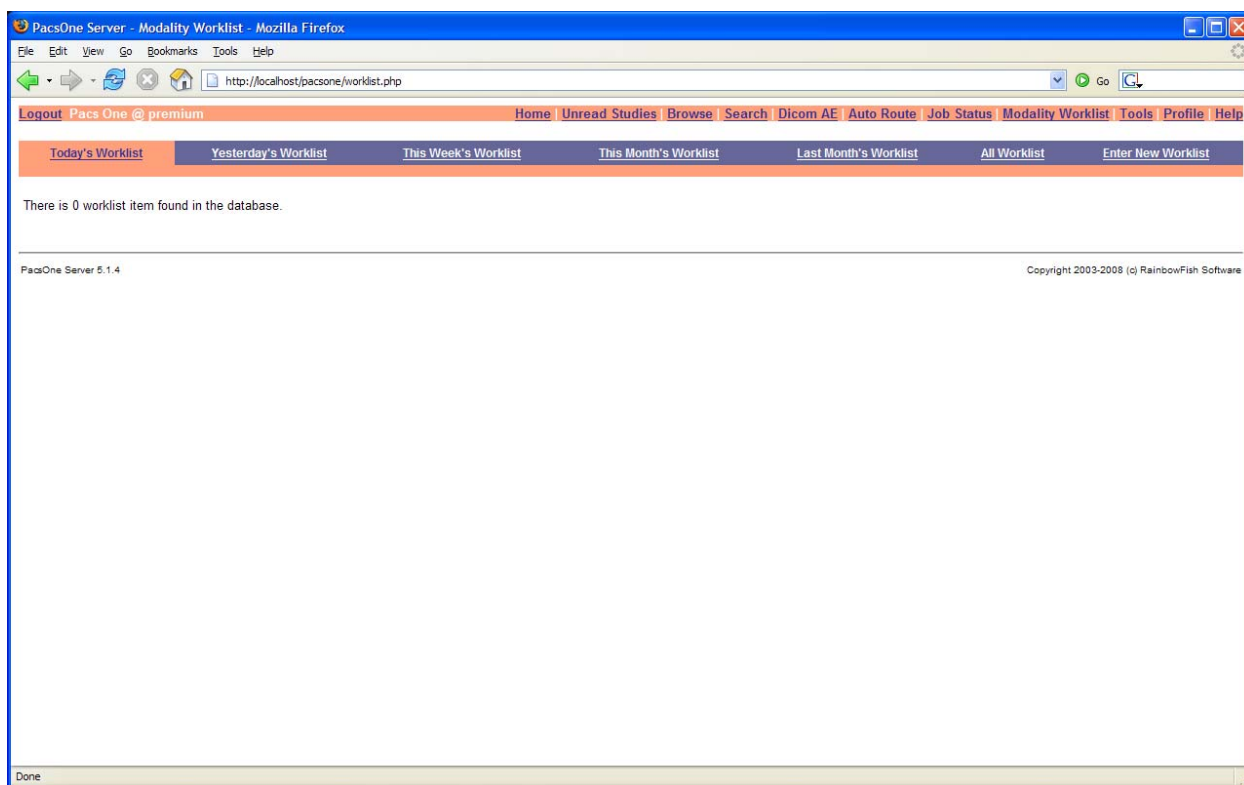 PacsOne Server - Modality Worklist - Mozilla Firefox
File Edit View Go Bookmarks Tools Help
http://localhost/pacsone/worklist.php Go G
Logout Pacs One @ premium Home | Unread Studies | Browse | Search | Dicom AE | Auto Route | Job Status | Modality Worklist | Tools | Profile | Help
Today's Worklist Yesterday's Worklist This Week's Worklist This Month's Worklist Last Month's Worklist All Worklist Enter New Worklist
There is 0 worklist item found in the database.
PacsOne Server 5.1.4 Copyright 2003-2008 (c) RainbowFish Software
Done